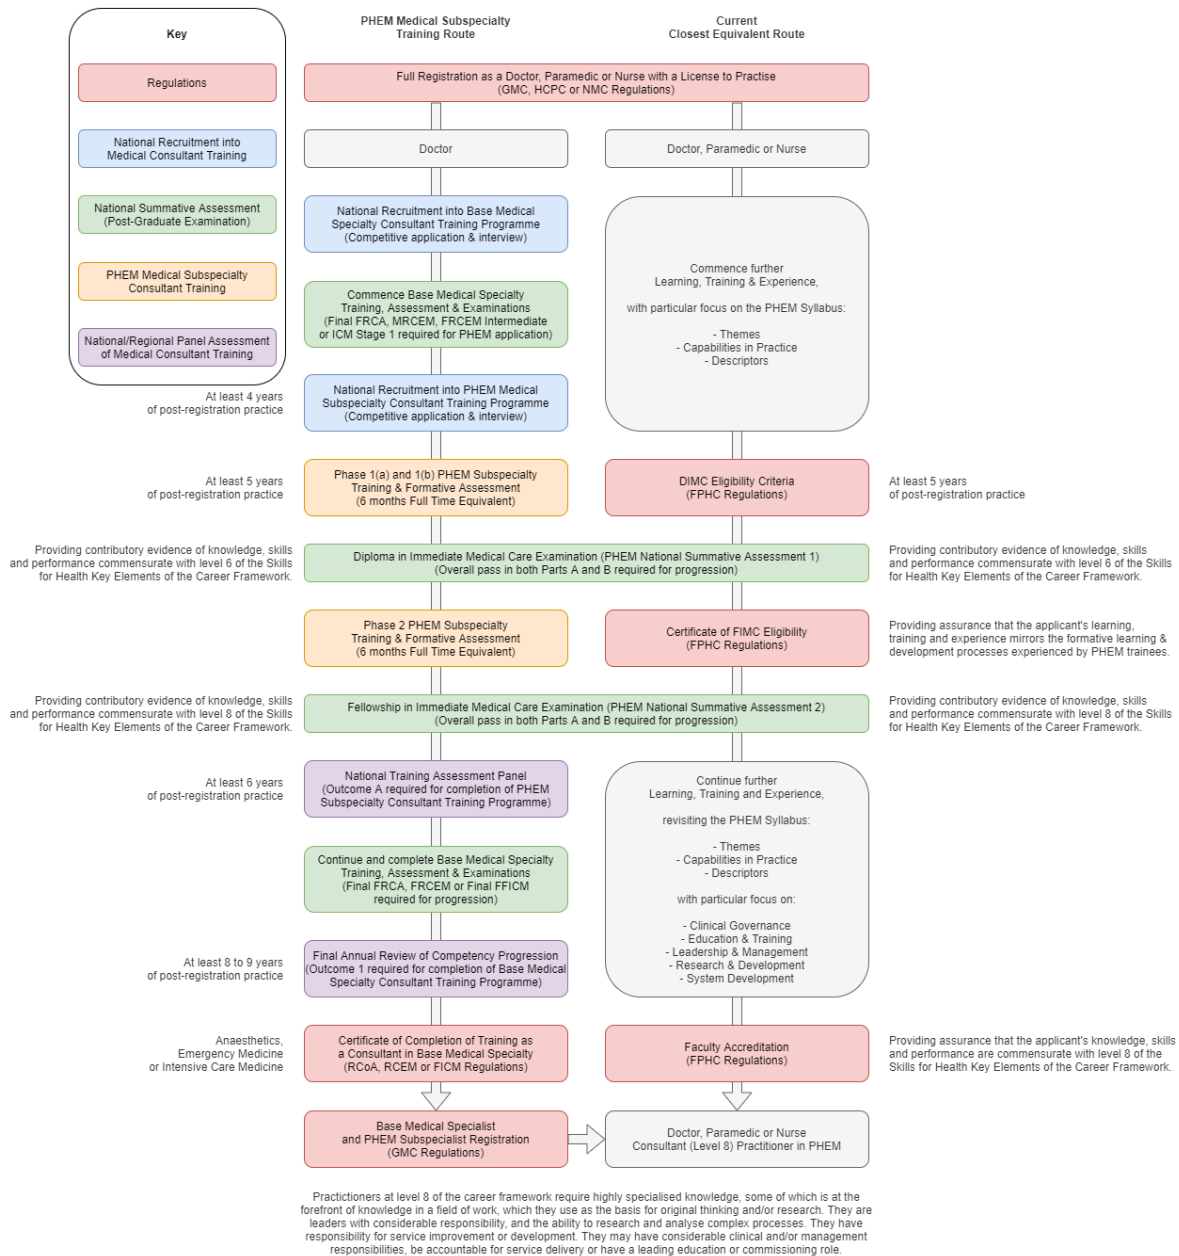 Key
Regulations
National Recruitment into
Medical Consultant Training
National Summative Assessment
(Post-Graduate Examination)
PHEM Medical Subspecialty
Consultant Training
National/Regional Panel Assessment
of Medical Consultant Training
PHEM Medical Subspecialty
Training Route
Current
Closest Equivalent Route
Full Registration as a Doctor, Paramedic or Nurse with a License to Practise
(GMC, HCPC or NMC Regulations)
Doctor
Doctor, Paramedic or Nurse
National Recruitment into Base Medical
Specialty Consultant Training Programme
(Competitive application & interview)
Commence Base Medical Specialty
Training, Assessment & Examinations
(Final FRCA, MRCEM, FRCEM Intermediate
or ICM Stage 1 required for PHEM application)
Commence further
Learning, Training & Experience,
with particular focus on the PHEM Syllabus:
- Themes
- Capabilities in Practice
- Descriptors
At least 4 years
of post-registration practice
National Recruitment into PHEM Medical
Subspecialty Consultant Training Programme
(Competitive application & interview)
At least 5 years
of post-registration practice
Phase 1(a) and 1(b) PHEM Subspecialty
Training & Formative Assessment
(6 months Full Time Equivalent)
DIMC Eligibility Criteria
(FPHC Regulations)
At least 5 years
of post-registration practice
Providing contributory evidence of knowledge, skills
and performance commensurate with level 6 of the Skills
for Health Key Elements of the Career Framework.
Diploma in Immediate Medical Care Examination (PHEM National Summative Assessment 1)
(Overall pass in both Parts A and B required for progression)
Providing contributory evidence of knowledge, skills
and performance commensurate with level 6 of the Skills
for Health Key Elements of the Career Framework.
Phase 2 PHEM Subspecialty
Training & Formative Assessment
(6 months Full Time Equivalent)
Certificate of FIMC Eligibility
(FPHC Regulations)
Providing assurance that the applicant's learning,
training and experience mirrors the formative learning &
development processes experienced by PHEM trainees.
Providing contributory evidence of knowledge, skills
and performance commensurate with level 8 of the Skills
for Health Key Elements of the Career Framework.
Fellowship in Immediate Medical Care Examination (PHEM National Summative Assessment 2)
(Overall pass in both Parts A and B required for progression)
Providing contributory evidence of knowledge, skills
and performance commensurate with level 8 of the Skills
for Health Key Elements of the Career Framework.
At least 6 years
of post-registration practice
National Training Assessment Panel
(Outcome A required for completion of PHEM
Subspecialty Consultant Training Programme)
Continue and complete Base Medical Specialty
Training, Assessment & Examinations
(Final FRCA, FRCEM or Final FFICM
required for progression)
Continue further
Learning, Training and Experience,
revisiting the PHEM Syllabus:
- Themes
- Capabilities in Practice
- Descriptors
with particular focus on:
- Clinical Governance
- Education & Training
- Leadership & Management
- Research & Development
- System Development
At least 8 to 9 years
of post-registration practice
Final Annual Review of Competency Progression
(Outcome 1 required for completion of Base Medical
Specialty Consultant Training Programme)
Anaesthetics,
Emergency Medicine
or Intensive Care Medicine
Certificate of Completion of Training as
a Consultant in Base Medical Specialty
(RCoA, RCEM or FICM Regulations)
Faculty Accreditation
(FPHC Regulations)
Providing assurance that the applicant's knowledge, skills
and performance are commensurate with level 8 of the
Skills for Health Key Elements of the Career Framework.
Base Medical Specialist
and PHEM Subspecialist Registration
(GMC Regulations)
Doctor, Paramedic or Nurse
Consultant (Level 8) Practitioner in PHEM
Practictioners at level 8 of the career framework require highly specialised knowledge, some of which is at the
forefront of knowledge in a field of work, which they use as the basis for original thinking and/or research. They are
leaders with considerable responsibility, and the ability to research and analyse complex processes. They have
responsibility for service improvement or development. They may have considerable clinical and/or management
responsibilities, be accountable for service delivery or have a leading education or commissioning role.